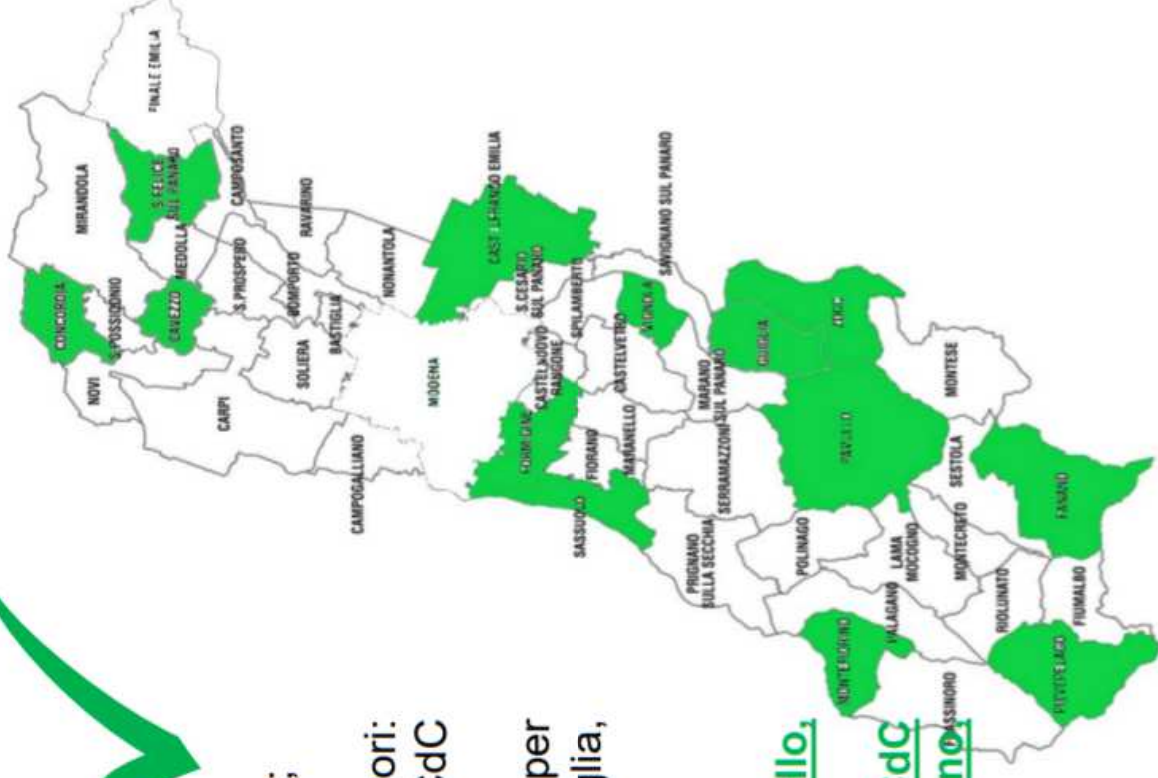 ori:
per
glia,
llo,
no,
FRASSINORO
MONTEFIORINO
PALAGANO
PIEVEPELAGO
RIOLUNATO
FIUMALBO
PRIGNANO
SULLA SECCHIA
POLINAGO
LAMA
MOCOGNO
MONTECRETO
SESTOLA
FANANO
MONTESE
SERRAMAZZONI
PAVULLO
SASSUOLO
FIORANO
MARANELLO
FORMIGINE
MARANO
SUL PANARO
GUIGLIA
ZOCCA
CASTELVETRO
VIGNOLA
CASTELNUOVO
RANGONE
SPILAMBERTO
SAVIGNANO SUL PANARO
S.CESARIO
SUL PANARO
CASTELFRANCO EMILIA
CAMPOGALLIANO
MODENA
CARPI
SOLIERA
BASTIGLIA
BOMPORTO
NONANTOLA
RAVARINO
NOVI
S.PROSPERO
CAVEZZO
MEDOLLA
CAMPOSANTO
CONCORDIA
S.POSSIDONIO
MIRANDOLA
S.FELICE
SUL PANARO
FINALE EMILIA